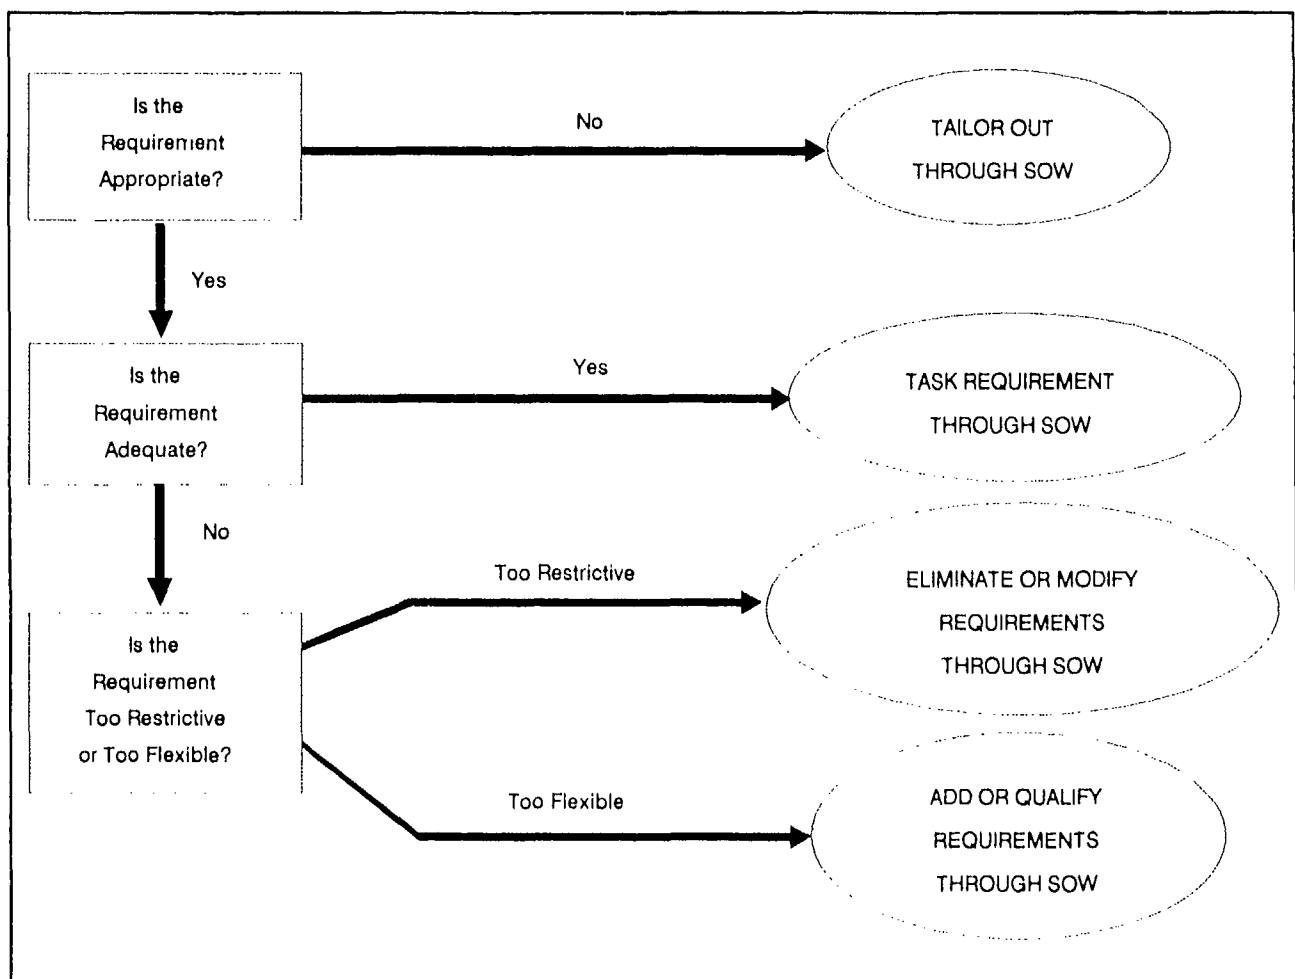 Is the
Requirement
Appropriate?
No
TAILOR OUT
THROUGH SOW
Yes
Is the
Requirement
Adequate?
Yes
TASK REQUIREMENT
THROUGH SOW
No
Is the
Requirement
Too Restrictive
or Too Flexible?
Too Restrictive
ELIMINATE OR MODIFY
REQUIREMENTS
THROUGH SOW
Too Flexible
ADD OR QUALIFY
REQUIREMENTS
THROUGH SOW